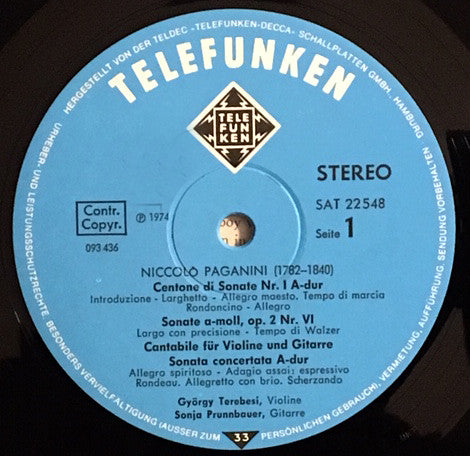 HERGESTELLT VON DER TELDEC »TELEFUNKEN-DECCA« SCHALLPLATTEN GMBH, HAMBURG
TELEFUNKEN
TELE
FUN
KEN
STEREO
SAT 22548
Seite 1
Contr.
Copyr.
℗ 1974
093 436
NICCOLÒ PAGANINI (1782–1840)
Centone di Sonate Nr. I A-dur
Introduzione - Larghetto - Allegro maesto. Tempo di marcia
Rondoncino - Allegro
Sonate a-moll, op. 2 Nr. VI
Largo con precisione - Tempo di Walzer
Cantabile für Violine und Gitarre
Sonata concertata A-dur
Allegro spiritoso - Adagio assai: espressivo
Rondeau. Allegretto con brio. Scherzando
György Terebesi, Violine
Sonja Prunnbauer, Gitarre
URHEBER- UND LEISTUNGSSCHUTZRECHTE, BESONDERS VERVIELFÄLTIGUNG (AUSSER ZUM
33
PERSÖNLICHEN GEBRAUCH), VERMIETUNG, AUFFÜHRUNG, SENDUNG VORBEHALTEN